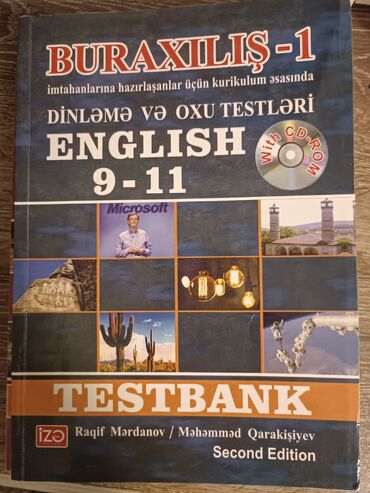 BURAXILIŞ-1
imtahanlarına hazırlaşanlar üçün kurikulum əsasında
DİNLƏMƏ VƏ OXU TESTLƏRİ
ENGLISH
With CD-ROM
9-11
Microsoft
TESTBANK
izə
Raqif Mərdanov / Məhəmməd Qarakişiyev
Second Edition